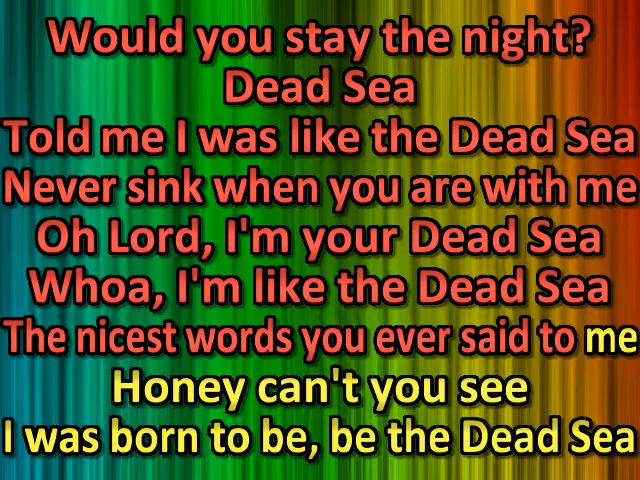 Would you stay the night?
Dead Sea
Told me I was like the Dead Sea
Never sink when you are with me
Oh Lord, I'm your Dead Sea
Whoa, I'm like the Dead Sea
The nicest words you ever said to me
Honey can't you see
I was born to be, be the Dead Sea